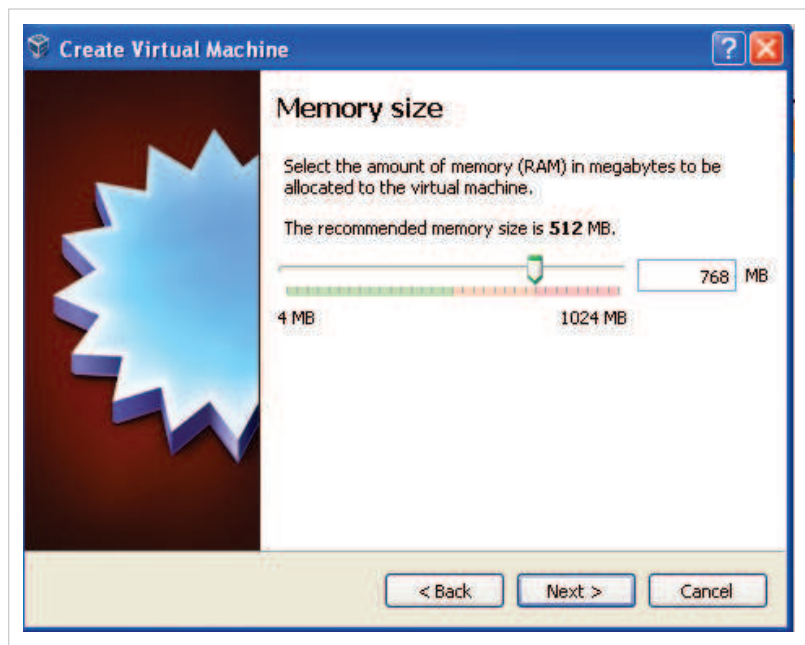 Create Virtual Machine
Memory size
Select the amount of memory (RAM) in megabytes to be
allocated to the virtual machine.
The recommended memory size is 512 MB.
768 MB
4 MB 1024 MB
< Back Next > Cancel